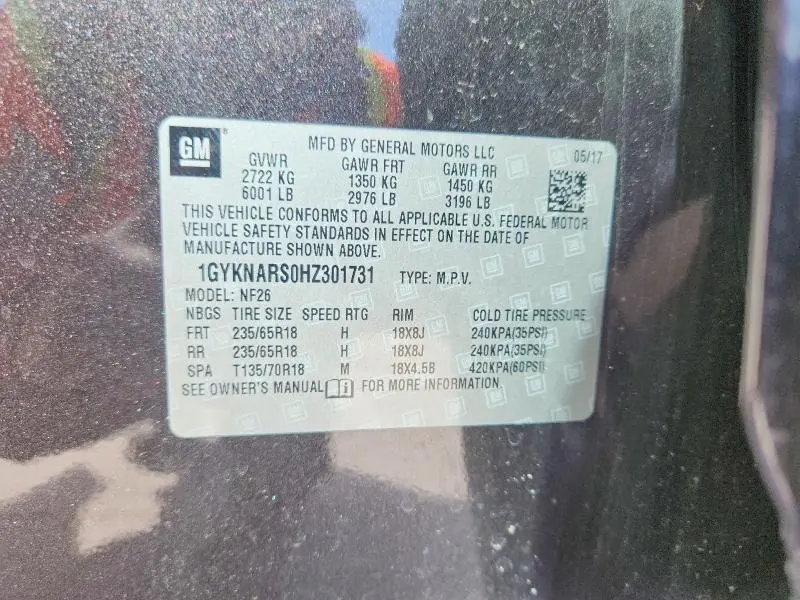 GM
MFD BY GENERAL MOTORS LLC
05/17
GVWR GAWR FRT GAWR RR
2722 KG 1350 KG 1450 KG
6001 LB 2976 LB 3196 LB
THIS VEHICLE CONFORMS TO ALL APPLICABLE U.S. FEDERAL MOTOR
VEHICLE SAFETY STANDARDS IN EFFECT ON THE DATE OF
MANUFACTURE SHOWN ABOVE.
1GYKNARS0HZ301731 TYPE: M.P.V.
MODEL: NF26
NBGS TIRE SIZE SPEED RTG RIM COLD TIRE PRESSURE
FRT 235/65R18 H 18X8J 240KPA(35PSI)
RR 235/65R18 H 18X8J 240KPA(35PSI)
SPA T135/70R18 M 18X4.5B 420KPA(60PSI)
SEE OWNER'S MANUAL FOR MORE INFORMATION.